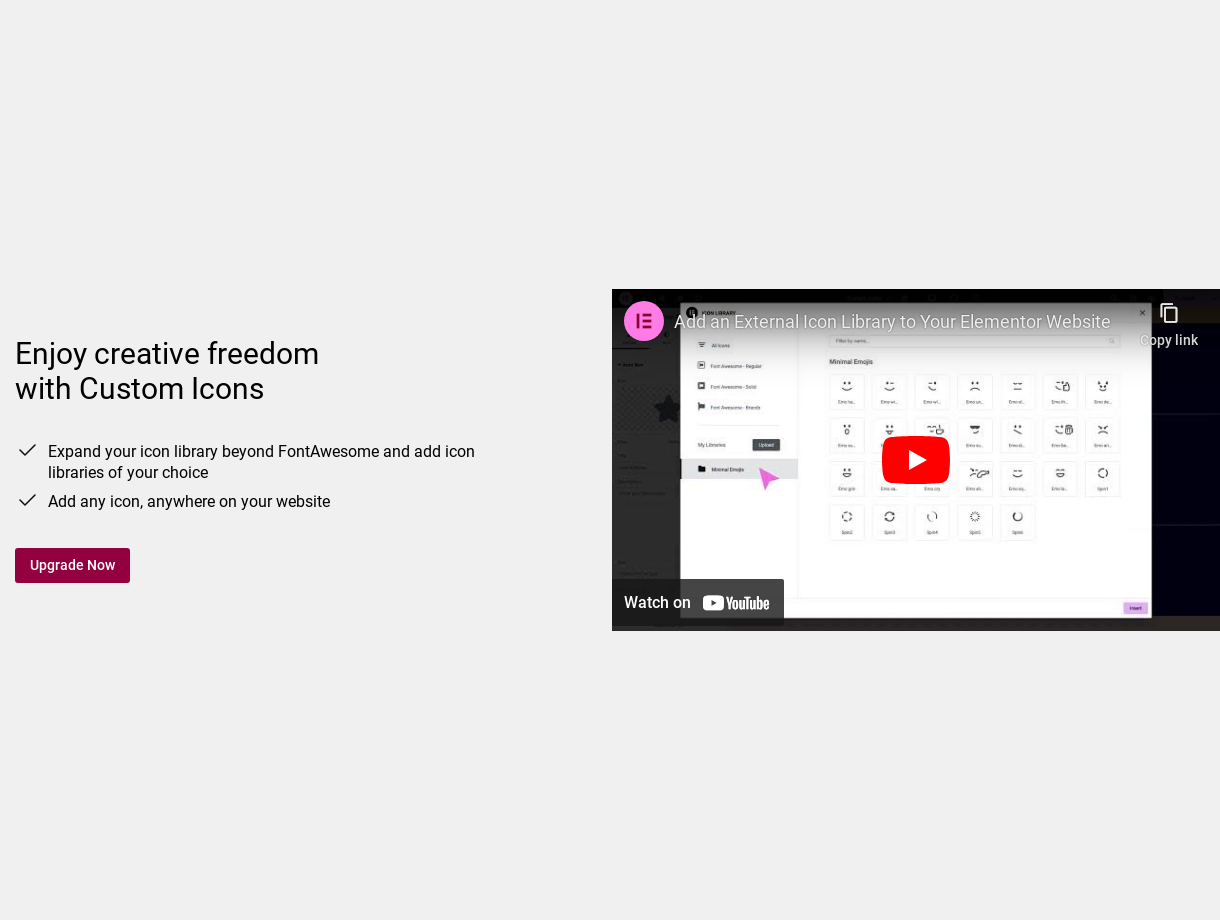 Enjoy creative freedom
with Custom Icons
Expand your icon library beyond FontAwesome and add icon
libraries of your choice
Add any icon, anywhere on your website
Upgrade Now
Add an External Icon Library to Your Elementor Website
Copy link
ICON LIBRARY
All Icons
Filter by name...
Font Awesome - Regular
Minimal Emojis
Font Awesome - Solid
Font Awesome - Brands
My Libraries
Upload
Minimal Emojis
Spin1
Spin2
Spin3
Spin4
Spin5
Spin6
Watch on YouTube
Insert